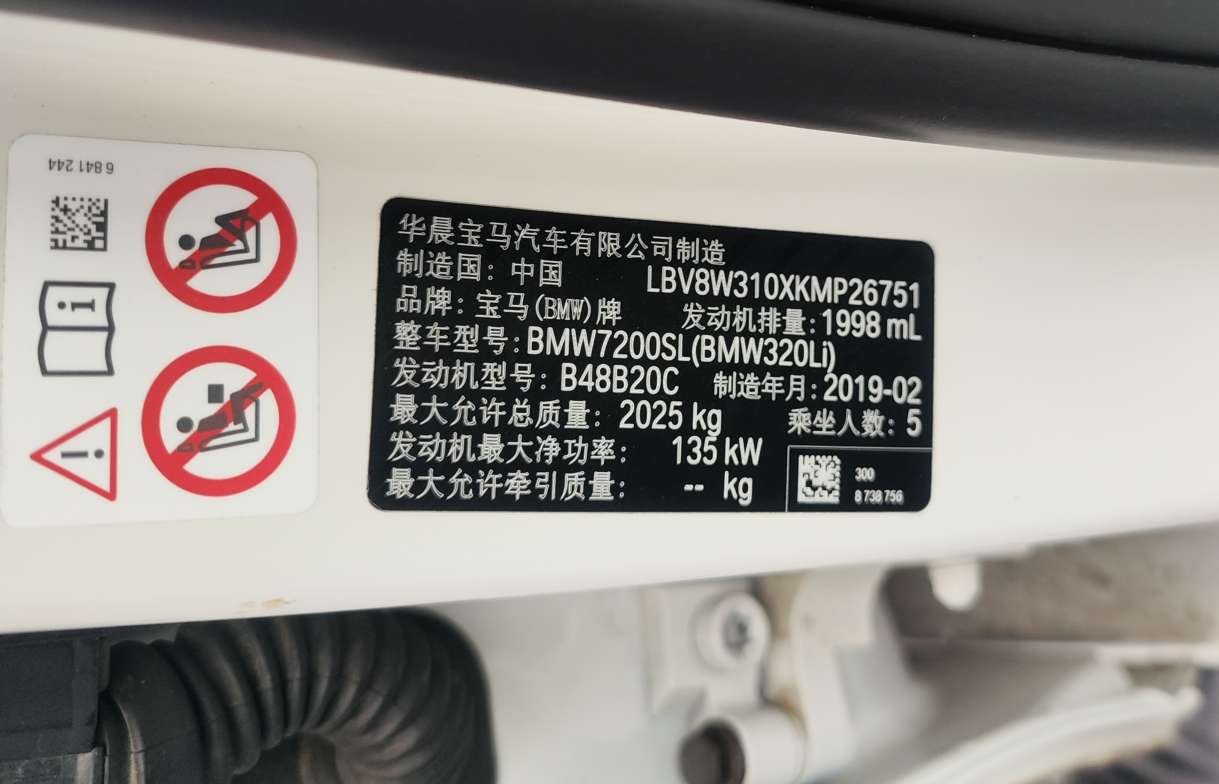 6 841 244
华晨宝马汽车有限公司制造
制造国：中国 LBV8W310XKMP26751
品牌：宝马(BMW)牌 发动机排量：1998 mL
整车型号：BMW7200SL(BMW320Li)
发动机型号：B48B20C 制造年月：2019-02
最大允许总质量：2025 kg 乘坐人数：5
发动机最大净功率：135 kW
最大允许牵引质量：-- kg
300
8 738 756